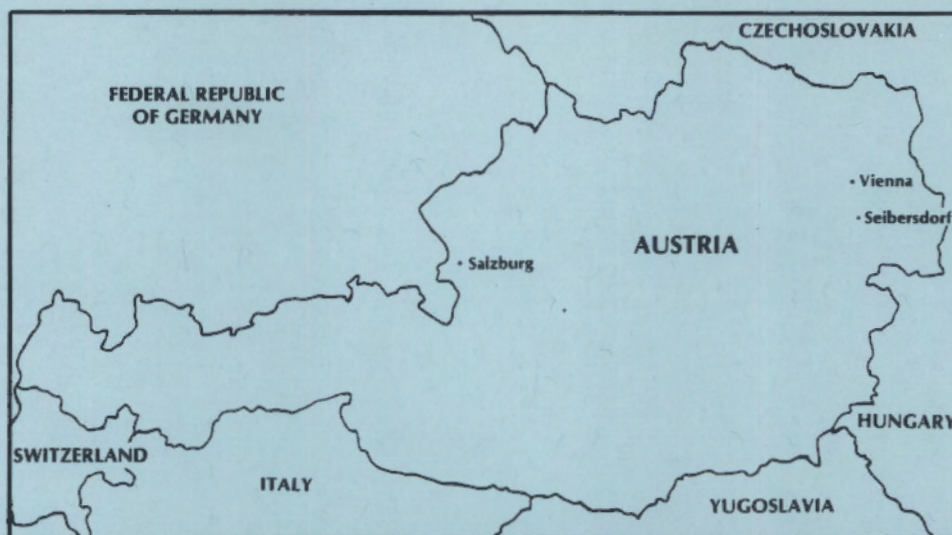 CZECHOSLOVAKIA
FEDERAL REPUBLIC
OF GERMANY
Vienna
Seibersdorf
AUSTRIA
Salzburg
HUNGARY
SWITZERLAND
ITALY
YUGOSLAVIA